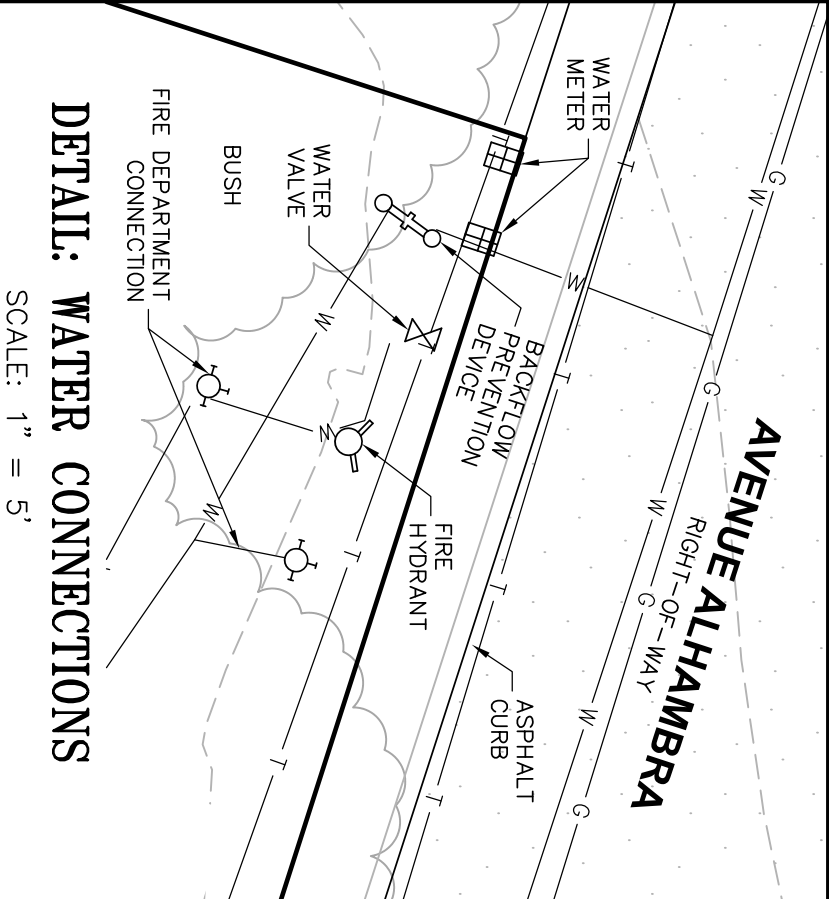 AVENUE ALHAMBRA
RIGHT-OF-WAY
G
W
G
W
G
W
G
W
T
T
T
T
W
WATER
METER
BACKFLOW
PREVENTION
DEVICE
ASPHALT
CURB
FIRE
HYDRANT
WATER
VALVE
T
T
T
T
W
W
W
BUSH
FIRE DEPARTMENT
CONNECTION
DETAIL: WATER CONNECTIONS
SCALE: 1" = 5'